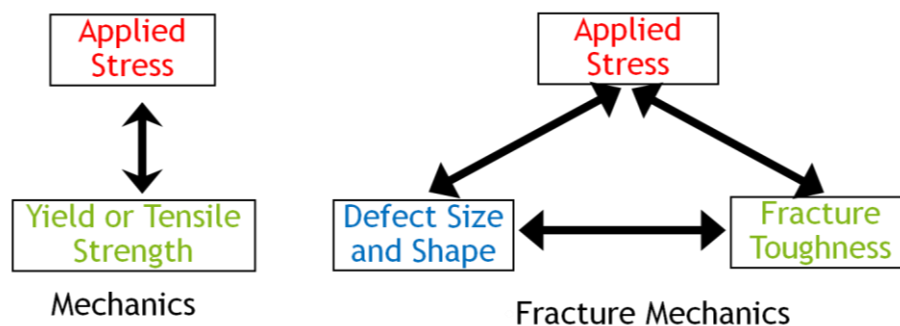 Applied
Stress
Yield or Tensile
Strength
Mechanics
Applied
Stress
Defect Size
and Shape
Fracture
Toughness
Fracture Mechanics